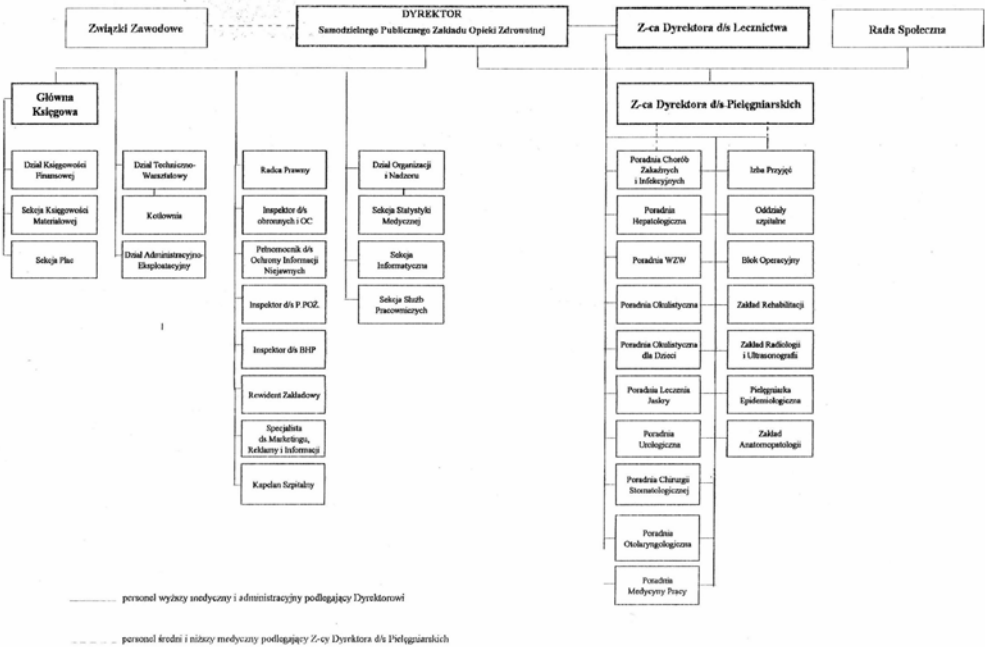 Związki Zawodowe
DYREKTOR
Samodzielnego Publicznego Zakładu Opieki Zdrowotnej
Z-ca Dyrektora d/s Lecznictwa
Rada Społeczna
Główna
Księgowa
Z-ca Dyrektora d/s Pielęgniarskich
Dział Księgowości
Finansowej
Sekcja Księgowości
Materiałowej
Sekcja Płac
Dział Techniczno-
Warsztatowy
Kotłownia
Dział Administracyjno-
Eksploatacyjny
Radca Prawny
Inspektor d/s
obronnych i OC
Pełnomocnik d/s
Ochrony Informacji
Niejawnych
Inspektor d/s P.POŻ.
Inspektor d/s BHP
Rewident Zakładowy
Specjalista
ds. Marketingu,
Reklamy i Informacji
Kapelan Szpitalny
Dział Organizacji
i Nadzoru
Sekcja Statystyki
Medycznej
Sekcja
Informatyczna
Sekcja Służb
Pracowniczych
Poradnia Chorób
Zakaźnych
i Infekcyjnych
Poradnia
Hepatologiczna
Poradnia WZW
Poradnia Okulistyczna
Poradnia Okulistyczna
dla Dzieci
Poradnia Leczenia
Jaskry
Poradnia
Urologiczna
Poradnia Chirurgii
Stomatologicznej
Poradnia
Otolaryngologiczna
Poradnia
Medycyny Pracy
Izba Przyjęć
Oddziały
szpitalne
Blok Operacyjny
Zakład Rehabilitacji
Zakład Radiologii
i Ultrasonografii
Pielęgniarka
Epidemiologiczna
Zakład
Anatomopatologii
personel wyższy medyczny i administracyjny podlegający Dyrektorowi
personel średni i niższy medyczny podlegający Z-cy Dyrektora d/s Pielęgniarskich